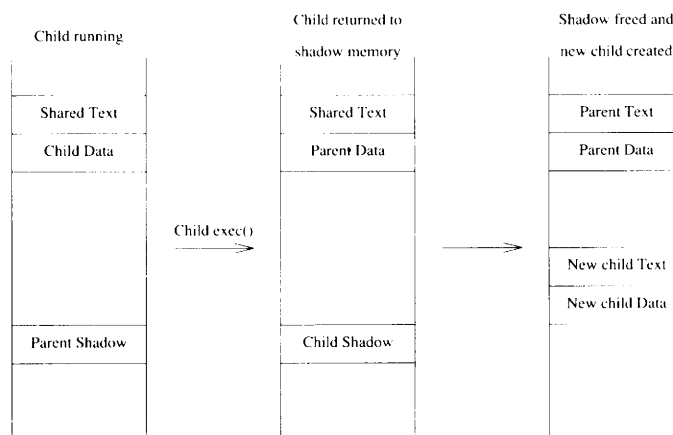 Child running
Shared Text
Child Data
Parent Shadow
Child exec()
Child returned to
shadow memory
Shared Text
Parent Data
Child Shadow
Shadow freed and
new child created
Parent Text
Parent Data
New child Text
New child Data